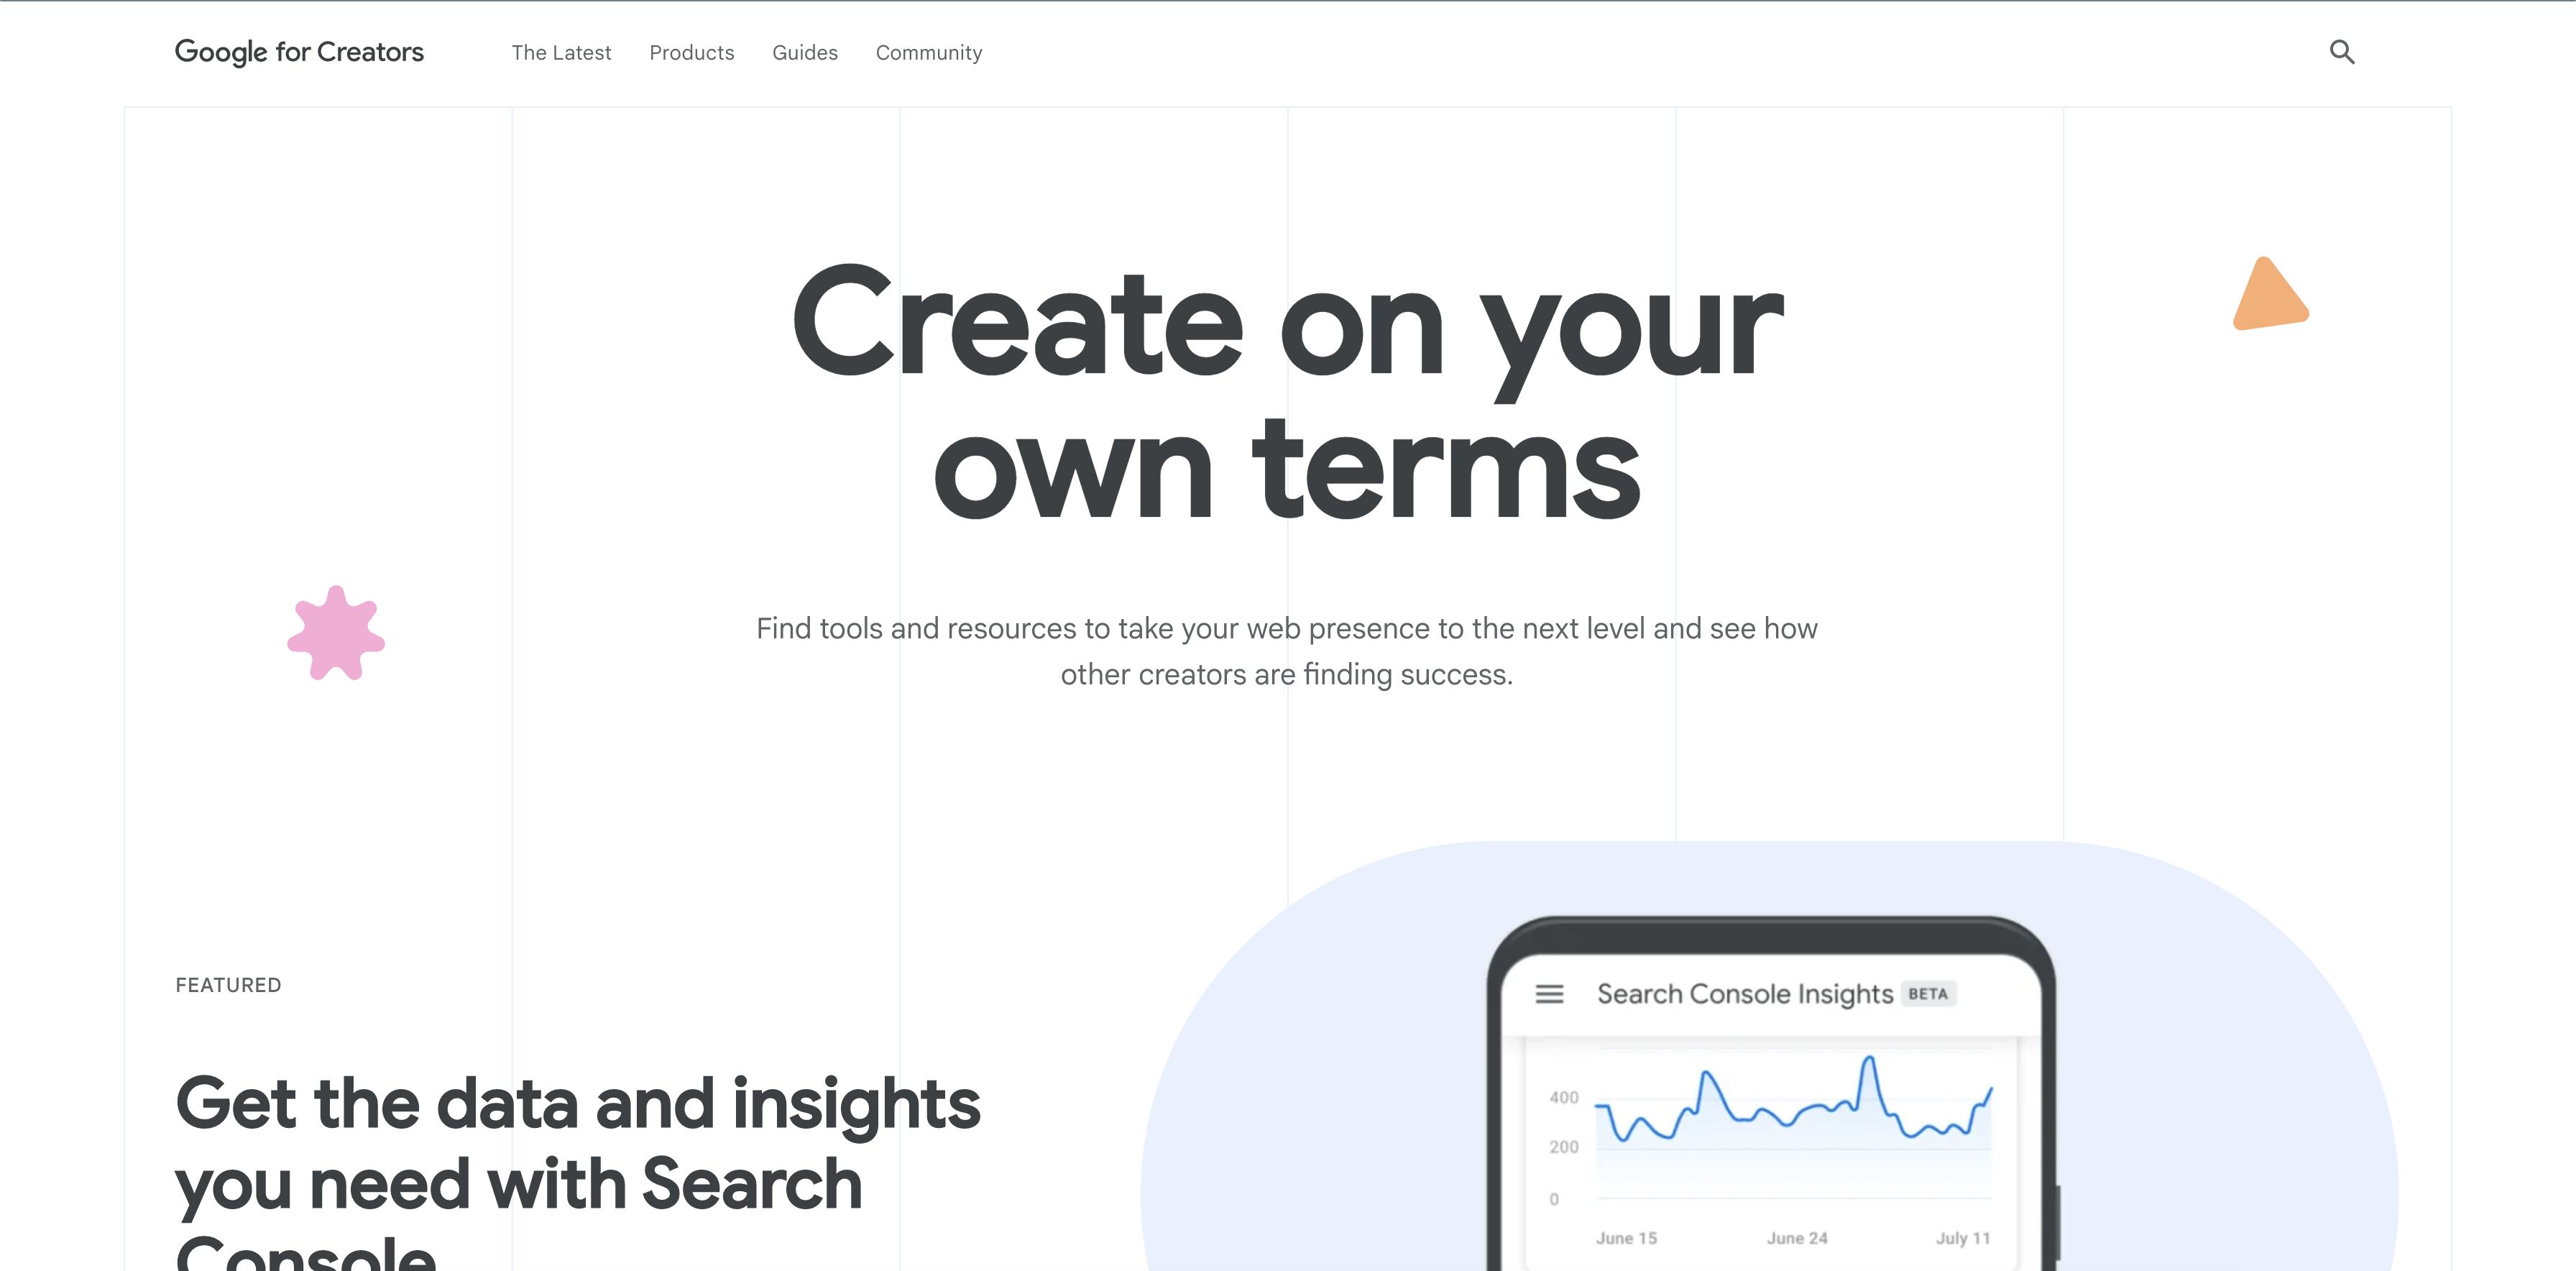 Google for Creators
The Latest
Products
Guides
Community
Create on your
own terms
Find tools and resources to take your web presence to the next level and see how
other creators are finding success.
FEATURED
Get the data and insights
you need with Search
Console
Search Console Insights BETA
400
200
0
June 15
June 24
July 11